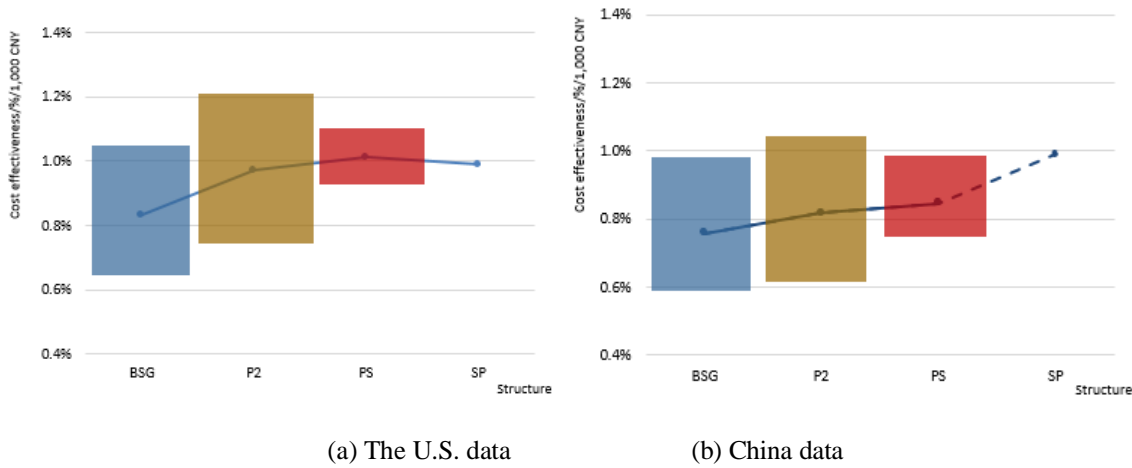 Cost effectiveness/%/1,000 CNY
1.4%
1.2%
1.0%
0.8%
0.6%
0.4%
BSG P2 PS SP
Structure
Cost effectiveness/%/1,000 CNY
1.4%
1.2%
1.0%
0.8%
0.6%
0.4%
BSG P2 PS SP
Structure
(a) The U.S. data (b) China data